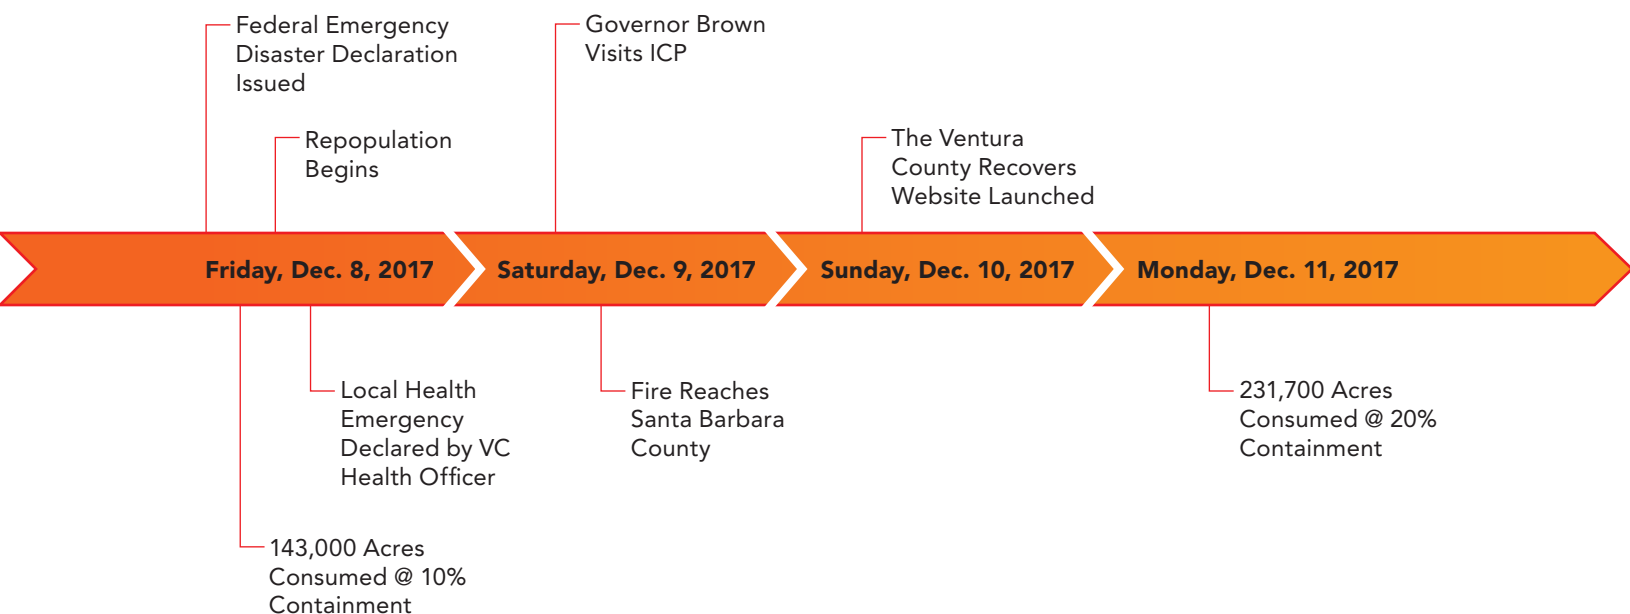 Federal Emergency
Disaster Declaration
Issued
Governor Brown
Visits ICP
Repopulation
Begins
The Ventura
County Recovers
Website Launched
Friday, Dec. 8, 2017
Saturday, Dec. 9, 2017
Sunday, Dec. 10, 2017
Monday, Dec. 11, 2017
Local Health
Emergency
Declared by VC
Health Officer
Fire Reaches
Santa Barbara
County
231,700 Acres
Consumed @ 20%
Containment
143,000 Acres
Consumed @ 10%
Containment